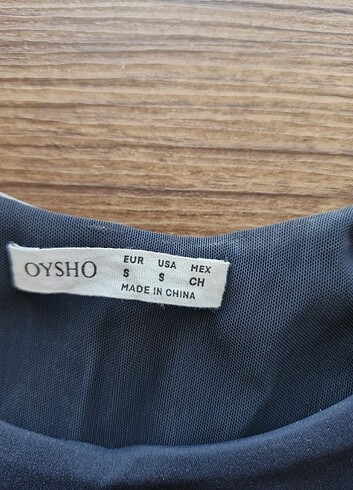 OYSHO
EUR USA MEX
S S CH
MADE IN CHINA